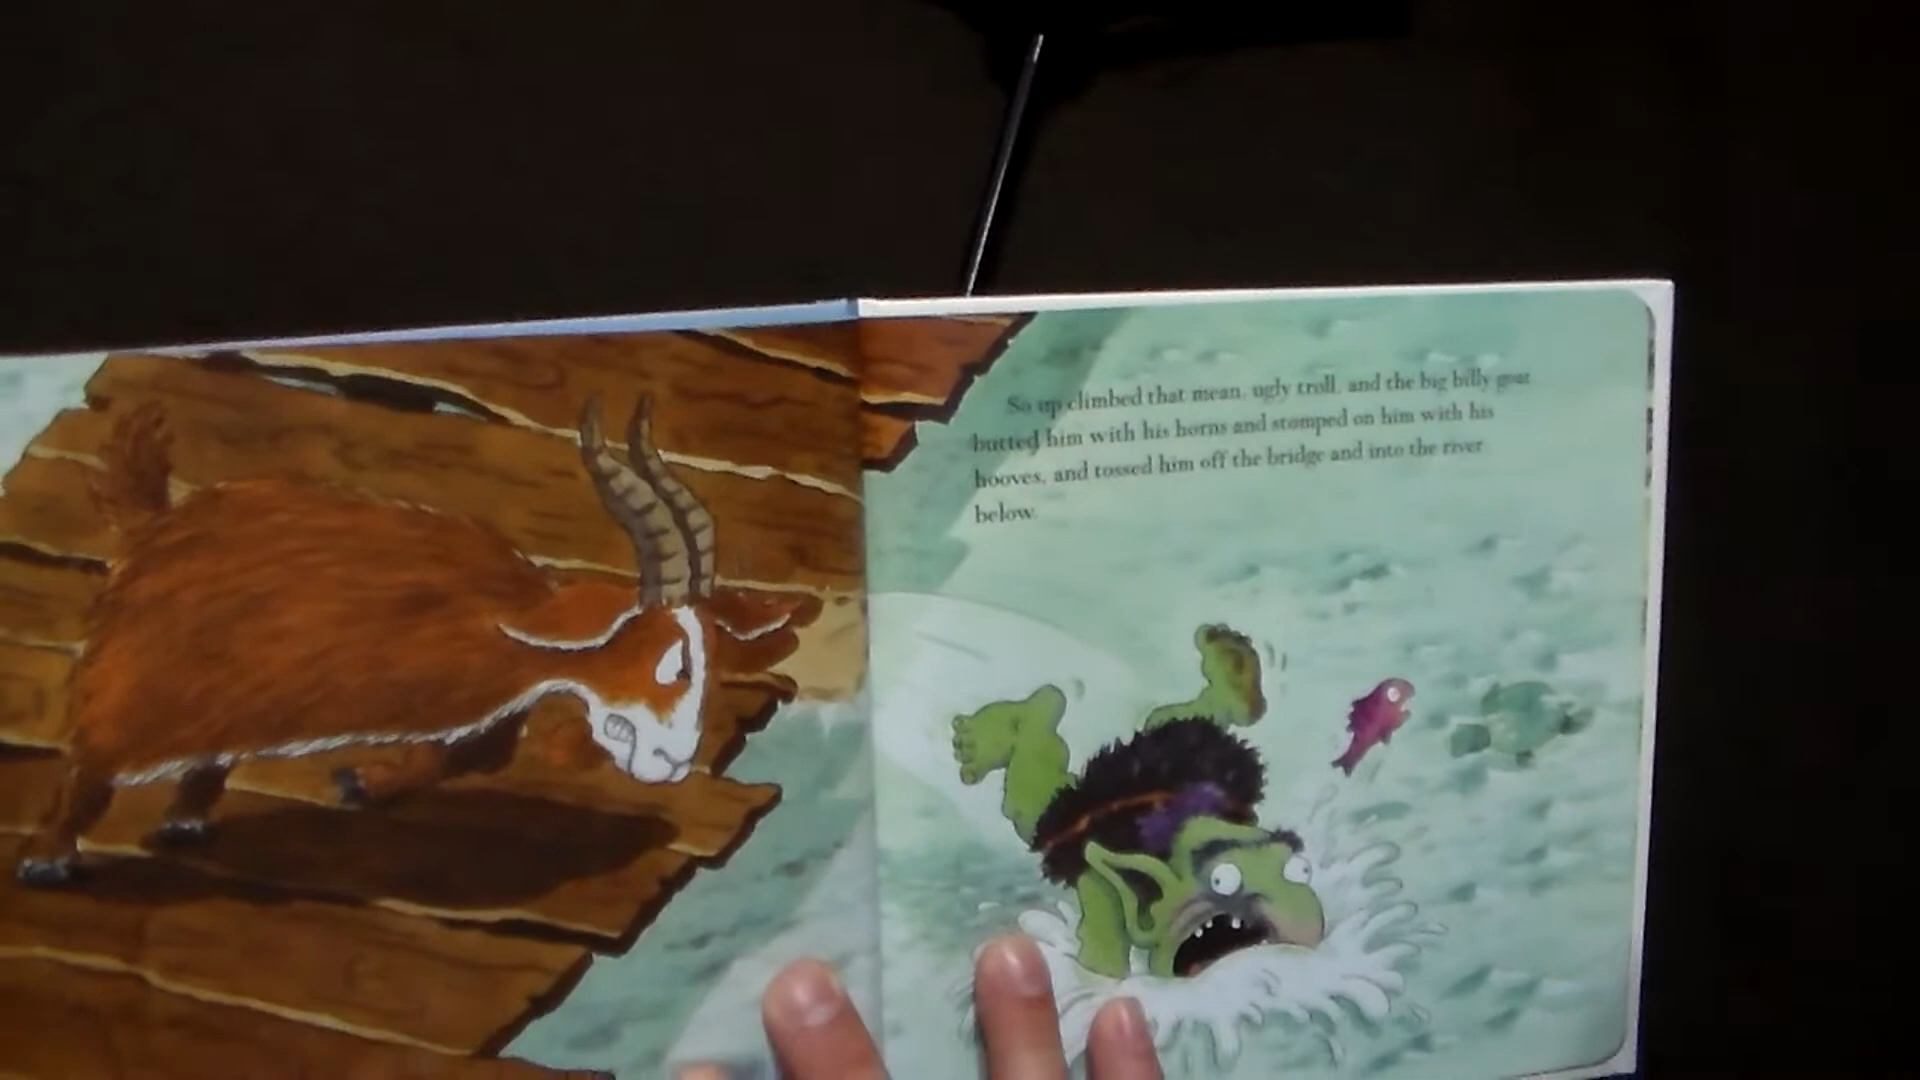 So up climbed that mean, ugly troll, and the big billy goat
butted him with his horns and stomped on him with his
hooves, and tossed him off the bridge and into the river
below.